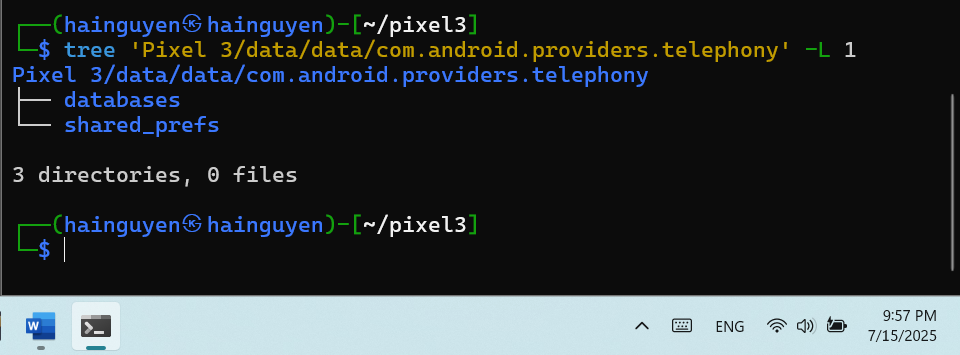 ┌──(hainguyen㉿hainguyen)-[~/pixel3]
└─$ tree 'Pixel 3/data/data/com.android.providers.telephony' -L 1
Pixel 3/data/data/com.android.providers.telephony
├── databases
└── shared_prefs
3 directories, 0 files
┌──(hainguyen㉿hainguyen)-[~/pixel3]
└─$
W
ENG
9:57 PM
7/15/2025